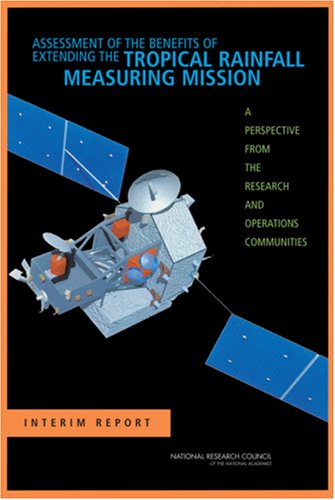 ASSESSMENT OF THE BENEFITS OF
EXTENDING THE TROPICAL RAINFALL
MEASURING MISSION
A
PERSPECTIVE
FROM
THE
RESEARCH
AND
OPERATIONS
COMMUNITIES
INTERIM REPORT
NATIONAL RESEARCH COUNCIL
OF THE NATIONAL ACADEMIES